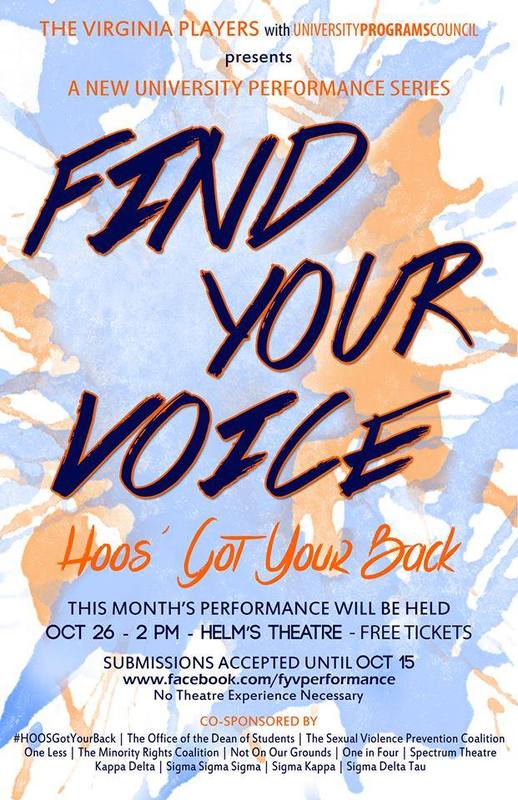 THE VIRGINIA PLAYERS with UNIVERSITYPROGRAMSCOUNCIL
presents
A NEW UNIVERSITY PERFORMANCE SERIES
FIND
YOUR
VOICE
Hoos' Got Your Back
THIS MONTH'S PERFORMANCE WILL BE HELD
OCT 26 - 2 PM - HELM'S THEATRE - FREE TICKETS
SUBMISSIONS ACCEPTED UNTIL OCT 15
www.facebook.com/fyvperformance
No Theatre Experience Necessary
CO-SPONSORED BY
#HOOSGotYourBack | The Office of the Dean of Students | The Sexual Violence Prevention Coalition
One Less | The Minority Rights Coalition | Not On Our Grounds | One in Four | Spectrum Theatre
Kappa Delta | Sigma Sigma Sigma | Sigma Kappa | Sigma Delta Tau